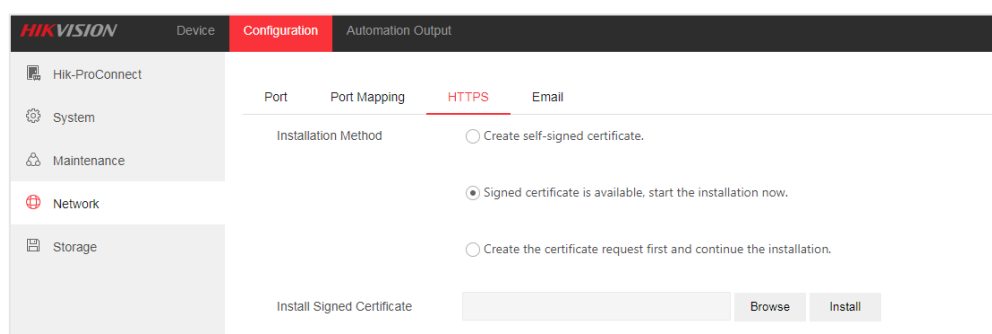 HIKVISION Device Configuration Automation Output
Hik-ProConnect
System
Maintenance
Network
Storage
Port Port Mapping HTTPS Email
Installation Method Create self-signed certificate.
Signed certificate is available, start the installation now.
Create the certificate request first and continue the installation.
Install Signed Certificate Browse Install